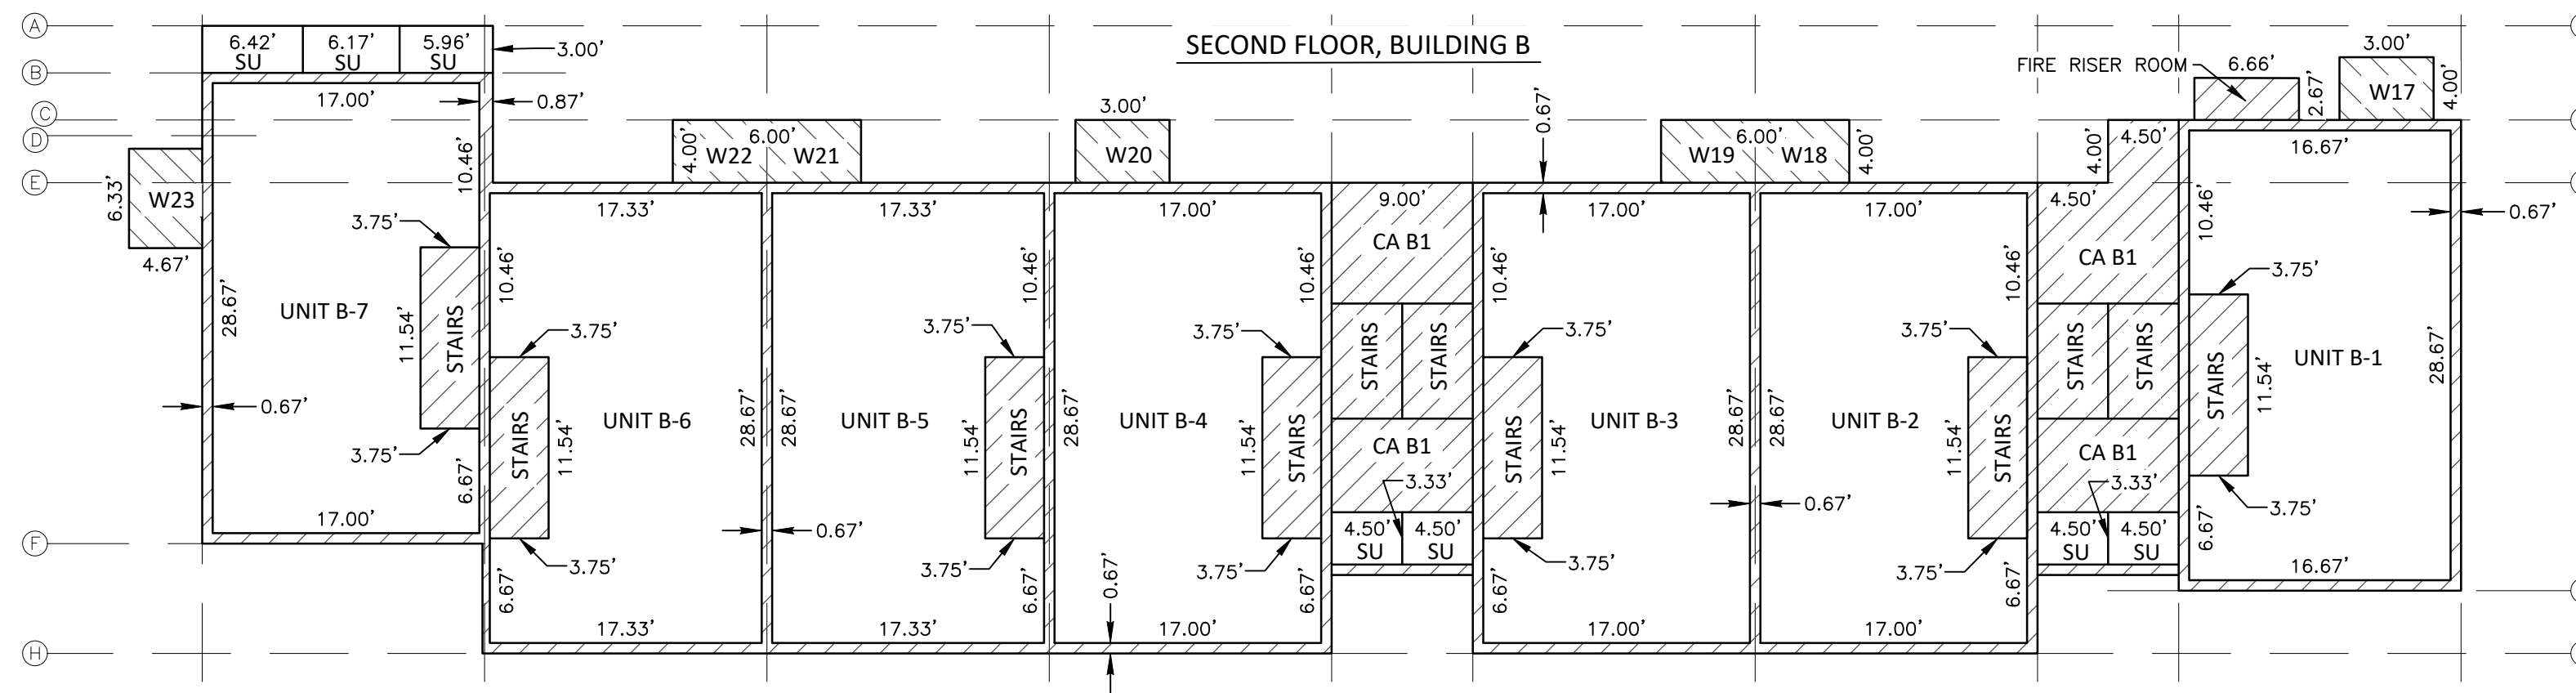 SECOND FLOOR, BUILDING B
A
B
C
D
E
F
H
6.42' 6.17' 5.96'
SU SU SU
3.00'
17.00'
0.87'
10.46'
W23
6.33'
4.67'
3.75'
28.67'
UNIT B-7
11.54'
STAIRS
0.67'
3.75'
6.67'
17.00'
4.00'
6.00'
W22 W21
17.33'
10.46'
3.75'
STAIRS
11.54'
UNIT B-6
28.67'
3.75'
6.67'
17.33'
0.67'
17.33'
10.46'
3.75'
28.67'
UNIT B-5
11.54'
STAIRS
3.75'
6.67'
17.33'
3.00'
W20
17.00'
10.46'
3.75'
28.67'
UNIT B-4
11.54'
STAIRS
3.75'
6.67'
0.67'
17.00'
9.00'
CA B1
STAIRS STAIRS
CA B1
3.33'
4.50' 4.50'
SU SU
0.67'
17.00'
10.46'
3.75'
STAIRS
11.54'
UNIT B-3
28.67'
3.75'
6.67'
17.00'
0.67'
6.00'
W19 W18
4.00'
17.00'
10.46'
3.75'
28.67'
UNIT B-2
11.54'
STAIRS
3.75'
6.67'
17.00'
4.00'
4.50'
4.50'
CA B1
STAIRS STAIRS
CA B1
3.33'
4.50' 4.50'
SU SU
FIRE RISER ROOM
6.66'
2.67'
3.00'
W17
4.00'
16.67'
10.46'
0.67'
3.75'
STAIRS
11.54'
UNIT B-1
28.67'
3.75'
6.67'
16.67'